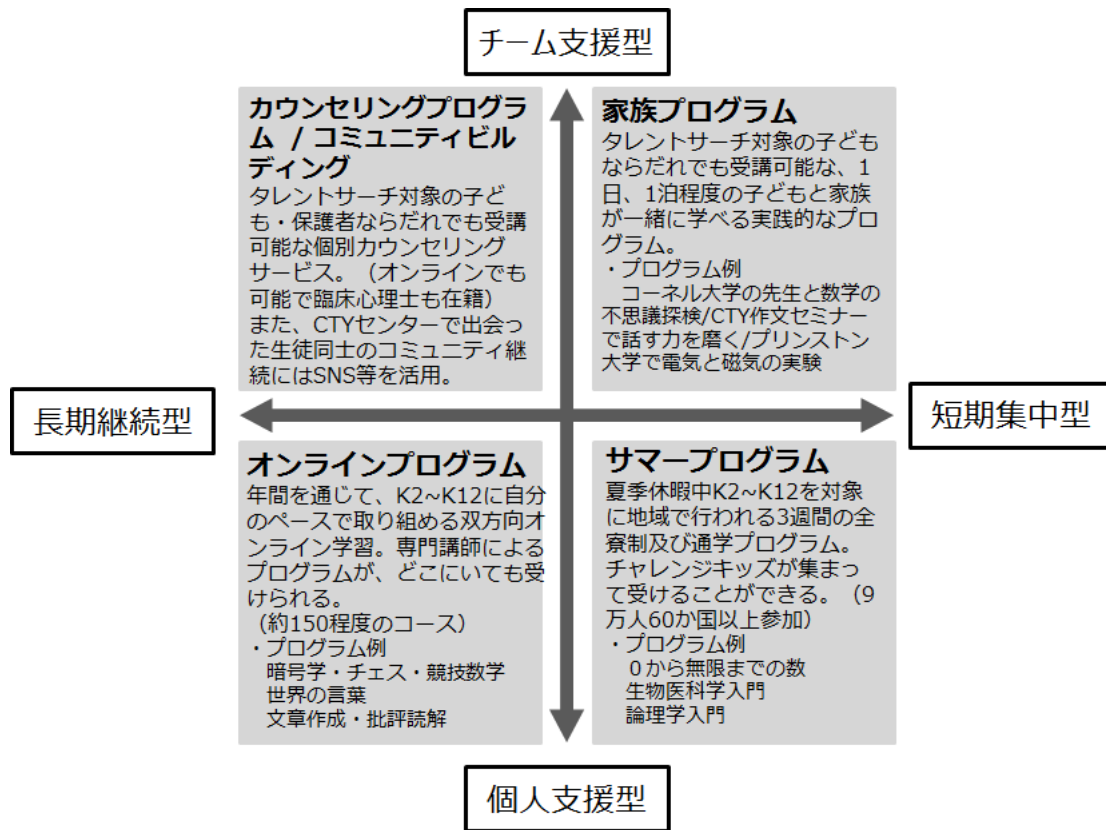 チーム支援型
カウンセリングプログラ
ム / コミュニティビル
ディング
タレントサーチ対象の子ど
も・保護者ならだれでも受講
可能な個別カウンセリング
サービス。（オンラインでも
可能で臨床心理士も在籍）
また、CTYセンターで出会っ
た生徒同士のコミュニティ継
続にはSNS等を活用。
家族プログラム
タレントサーチ対象の子ども
ならだれでも受講可能な、1
日、1泊程度の子どもと家族
が一緒に学べる実践的なプロ
グラム。
・プログラム例
コーネル大学の先生と数学の
不思議探検/CTY作文セミナー
で話す力を磨く/プリンストン
大学で電気と磁気の実験
長期継続型
短期集中型
オンラインプログラム
年間を通じて、K2~K12に自分
のペースで取り組める双方向オ
ンライン学習。専門講師による
プログラムが、どこにいても受
けられる。
（約150程度のコース）
・プログラム例
暗号学・チェス・競技数学
世界の言葉
文章作成・批評読解
サマープログラム
夏季休暇中K2~K12を対象
に地域で行われる3週間の全
寮制及び通学プログラム。
チャレンジキッズが集まっ
て受けることができる。（9
万人60か国以上参加）
・プログラム例
０から無限までの数
生物医科学入門
論理学入門
個人支援型